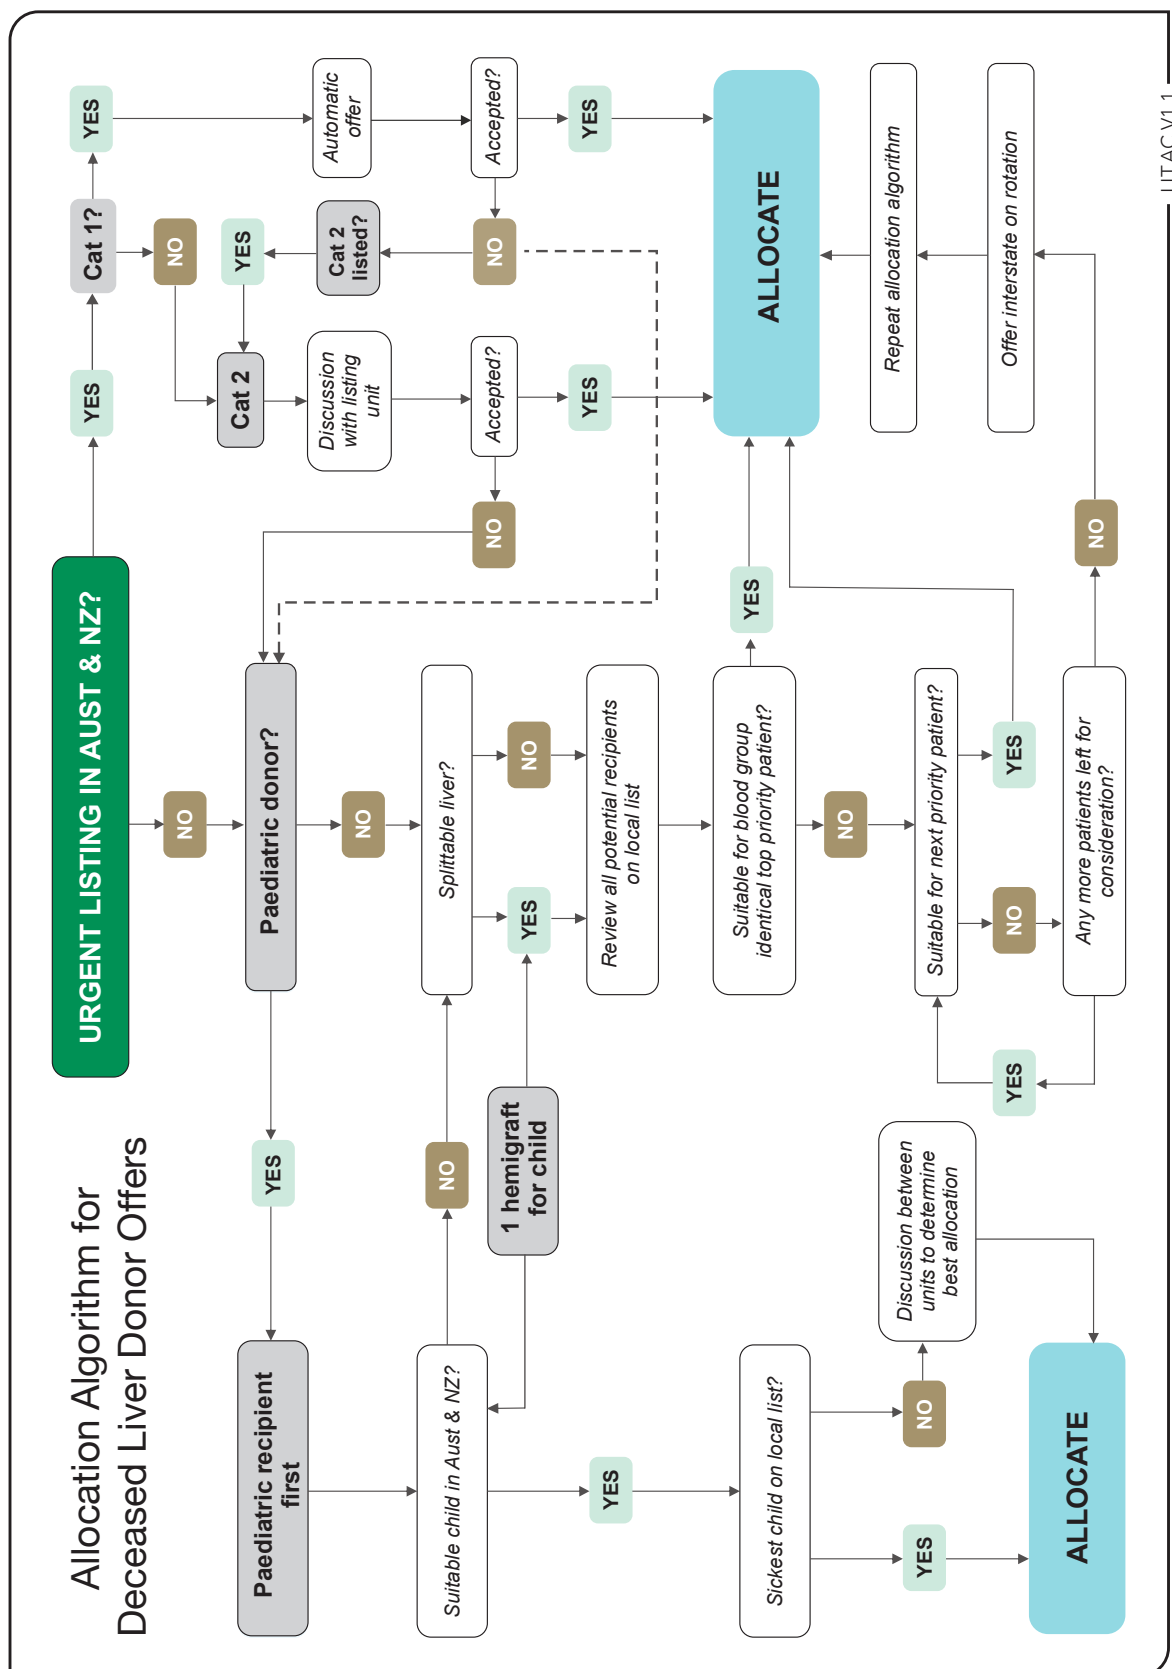 Allocation Algorithm for
Deceased Liver Donor Offers
URGENT LISTING IN AUST & NZ?
YES
Cat 1?
YES
NO
NO
YES
Cat 2
Cat 2
listed?
Automatic
offer
Discussion
with listing
unit
Accepted?
Accepted?
NO
NO
YES
YES
Paediatric donor?
YES
NO
Paediatric recipient
first
Suitable child in Aust & NZ?
NO
Splittable liver?
1 hemigraft
for child
YES
NO
Review all potential recipients
on local list
YES
Sickest child on local list?
Suitable for blood group
identical top priority patient?
YES
ALLOCATE
NO
YES
NO
Discussion between
units to determine
best allocation
Suitable for next priority patient?
Repeat allocation algorithm
YES
NO
YES
Offer interstate on rotation
ALLOCATE
Any more patients left for
consideration?
NO
LITAC V1.1